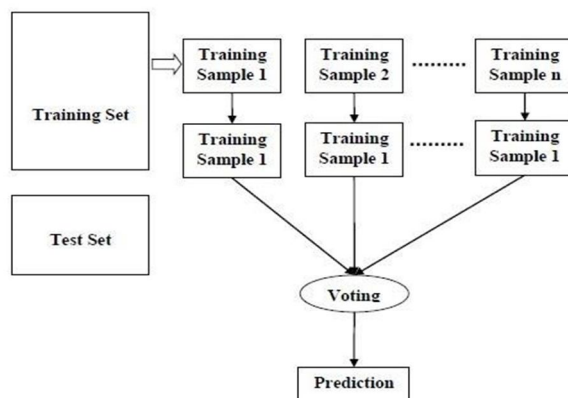 Training Set
Training
Sample 1
Training
Sample 2
Training
Sample n
Training
Sample 1
Training
Sample 1
Training
Sample 1
Test Set
Voting
Prediction